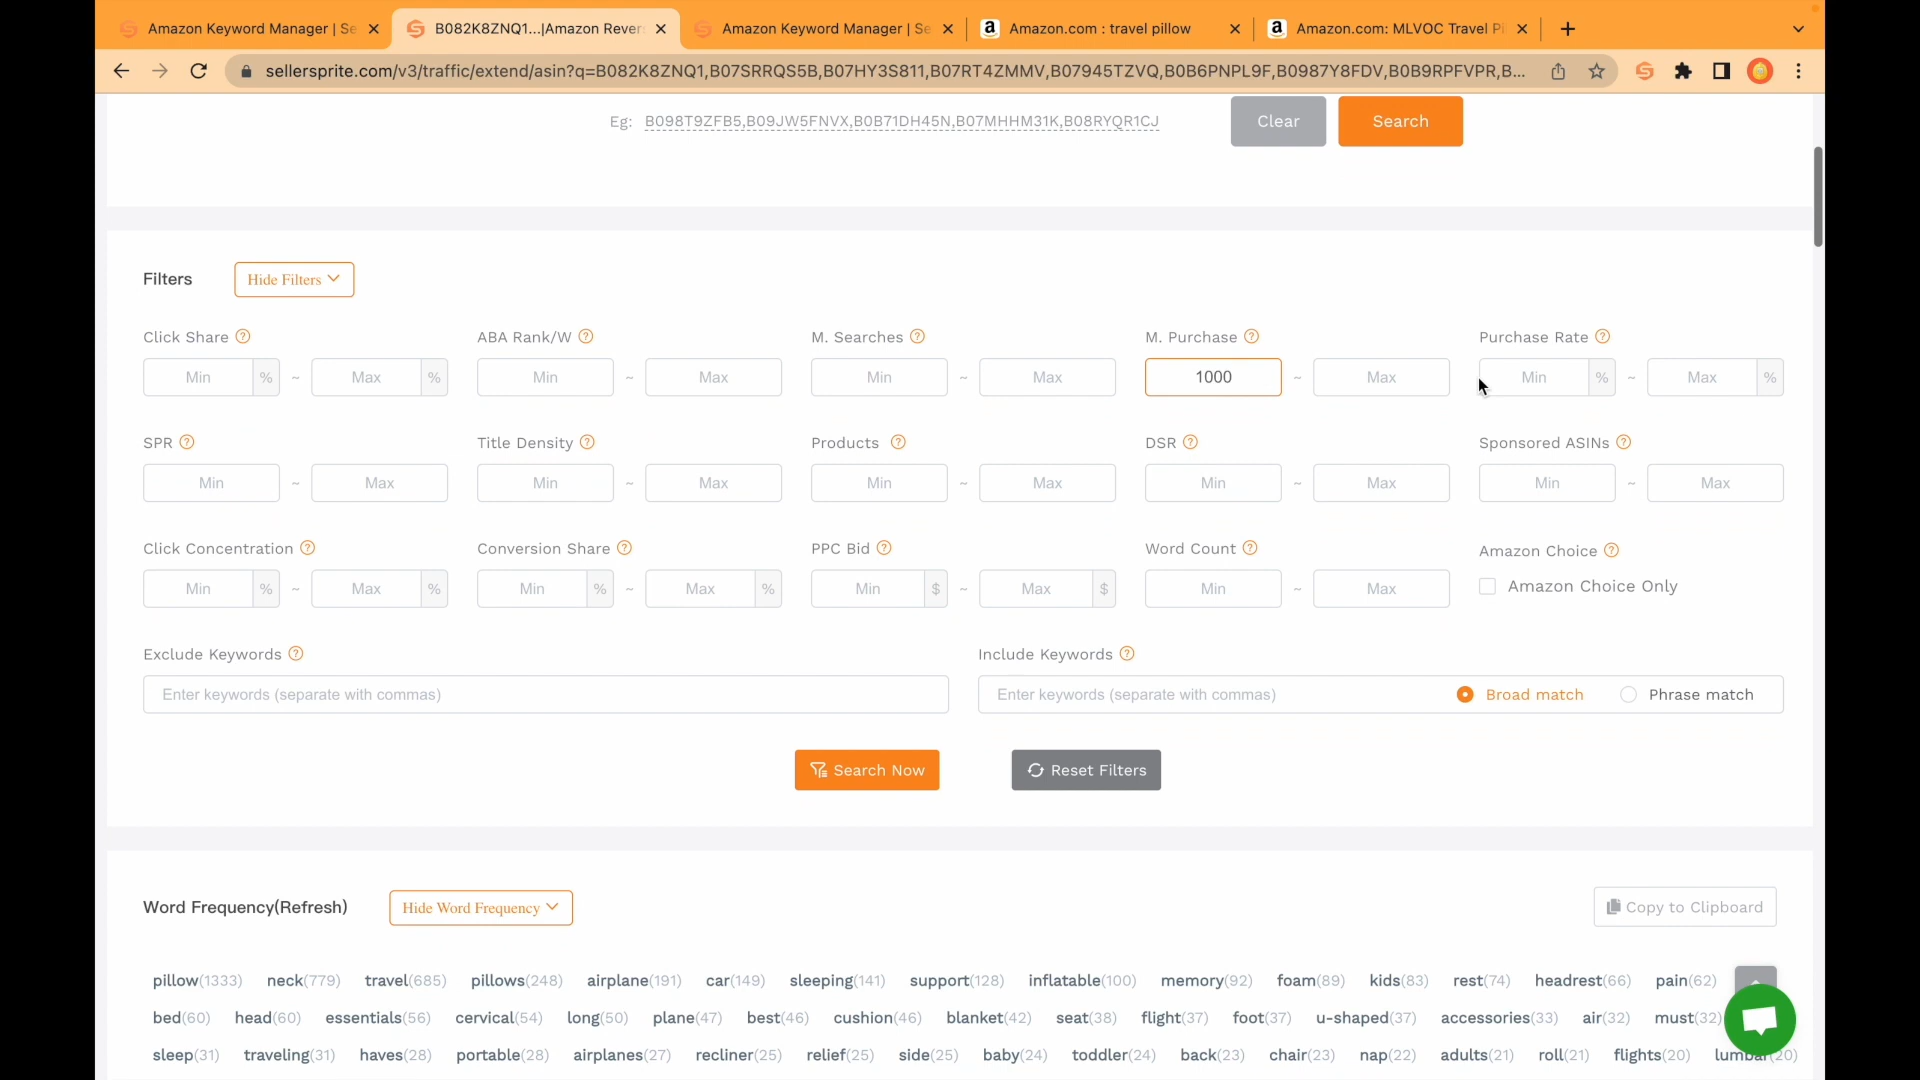 Amazon Keyword Manager | Se
B082K8ZNQ1...|Amazon Rever
Amazon Keyword Manager | Se
Amazon.com : travel pillow
Amazon.com: MLVOC Travel Pi
sellersprite.com/v3/traffic/extend/asin?q=B082K8ZNQ1,B07SRRQS5B,B07HY3S811,B07RT4ZMMV,B07945TZVQ,B0B6PNPL9F,B0987Y8FDV,B0B9RPFVPR,B...
Eg: B098T9ZFB5,B09JW5FNVX,B0B71DH45N,B07MHHM31K,B08RYQR1CJ
Clear
Search
Filters
Hide Filters
Click Share ABA Rank/W M. Searches M. Purchase Purchase Rate
Min % ~ Max % Min ~ Max Min ~ Max 1000 ~ Max Min % ~ Max %
SPR Title Density Products DSR Sponsored ASINs
Min ~ Max Min ~ Max Min ~ Max Min ~ Max Min ~ Max
Click Concentration Conversion Share PPC Bid Word Count Amazon Choice
Min % ~ Max % Min % ~ Max % Min $ ~ Max $ Min ~ Max Amazon Choice Only
Exclude Keywords Include Keywords
Enter keywords (separate with commas) Enter keywords (separate with commas) Broad match Phrase match
Search Now Reset Filters
Word Frequency(Refresh) Hide Word Frequency Copy to Clipboard
pillow(1333) neck(779) travel(685) pillows(248) airplane(191) car(149) sleeping(141) support(128) inflatable(100) memory(92) foam(89) kids(83) rest(74) headrest(66) pain(62)
bed(60) head(60) essentials(56) cervical(54) long(50) plane(47) best(46) cushion(46) blanket(42) seat(38) flight(37) foot(37) u-shaped(37) accessories(33) air(32) must(32)
sleep(31) traveling(31) haves(28) portable(28) airplanes(27) recliner(25) relief(25) side(25) baby(24) toddler(24) back(23) chair(23) nap(22) adults(21) roll(21) flights(20) lumbar(20)